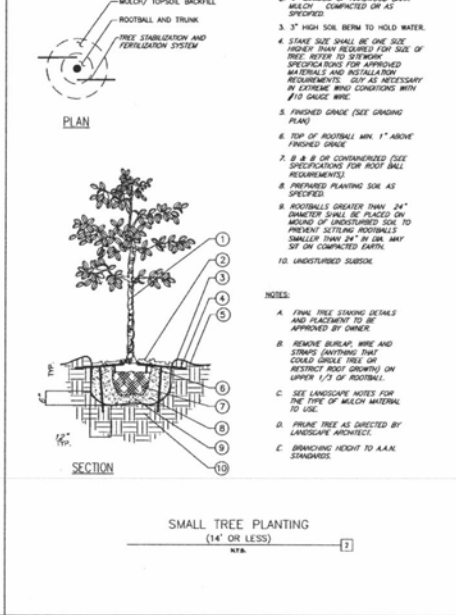 MULCH/ TOPSOIL BACKFILL
ROOTBALL AND TRUNK
TREE STABILIZATION AND
FERTILIZATION SYSTEM
PLAN
MULCH COMPACTED OR AS
SPECIFIED.
3. 3" HIGH SOIL BERM TO HOLD WATER.
4. STAKE SIZE SHALL BE ONE SIZE
HIGHER THAN REQUIRED FOR SIZE OF
TREE. REFER TO SITEWORK
SPECIFICATIONS FOR APPROVED
MATERIALS AND INSTALLATION
REQUIREMENTS. GUY AS NECESSARY
IN EXTREME WIND CONDITIONS WITH
#10 GAUGE WIRE.
5. FINISHED GRADE (SEE GRADING
PLAN)
6. TOP OF ROOTBALL MIN. 1" ABOVE
FINISHED GRADE
7. B & B OR CONTAINERIZED (SEE
SPECIFICATIONS FOR ROOT BALL
REQUIREMENTS).
8. PREPARED PLANTING SOIL AS
SPECIFIED.
9. ROOTBALLS GREATER THAN 24"
DIAMETER SHALL BE PLACED ON
MOUND OF UNDISTURBED SOIL TO
PREVENT SETTLING ROOTBALLS
SMALLER THAN 24" IN DIA. MAY
SIT ON COMPACTED EARTH.
10. UNDISTURBED SUBSOIL
NOTES:
A. FINAL TREE STAKING DETAILS
AND PLACEMENT TO BE
APPROVED BY OWNER.
B. REMOVE BURLAP, WIRE AND
STRAPS (ANYTHING THAT
COULD GIRDLE TREE OR
RESTRICT ROOT GROWTH) ON
UPPER 1/3 OF ROOTBALL.
C. SEE LANDSCAPE NOTES FOR
THE TYPE OF MULCH MATERIAL
TO USE.
D. PRUNE TREE AS DIRECTED BY
LANDSCAPE ARCHITECT.
E. BRANCHING HEIGHT TO A.A.N.
STANDARDS.
1
2
3
4
5
6
7
8
9
10
TYP.
12"
TYP.
SECTION
SMALL TREE PLANTING
(14' OR LESS)
N.T.S.
2